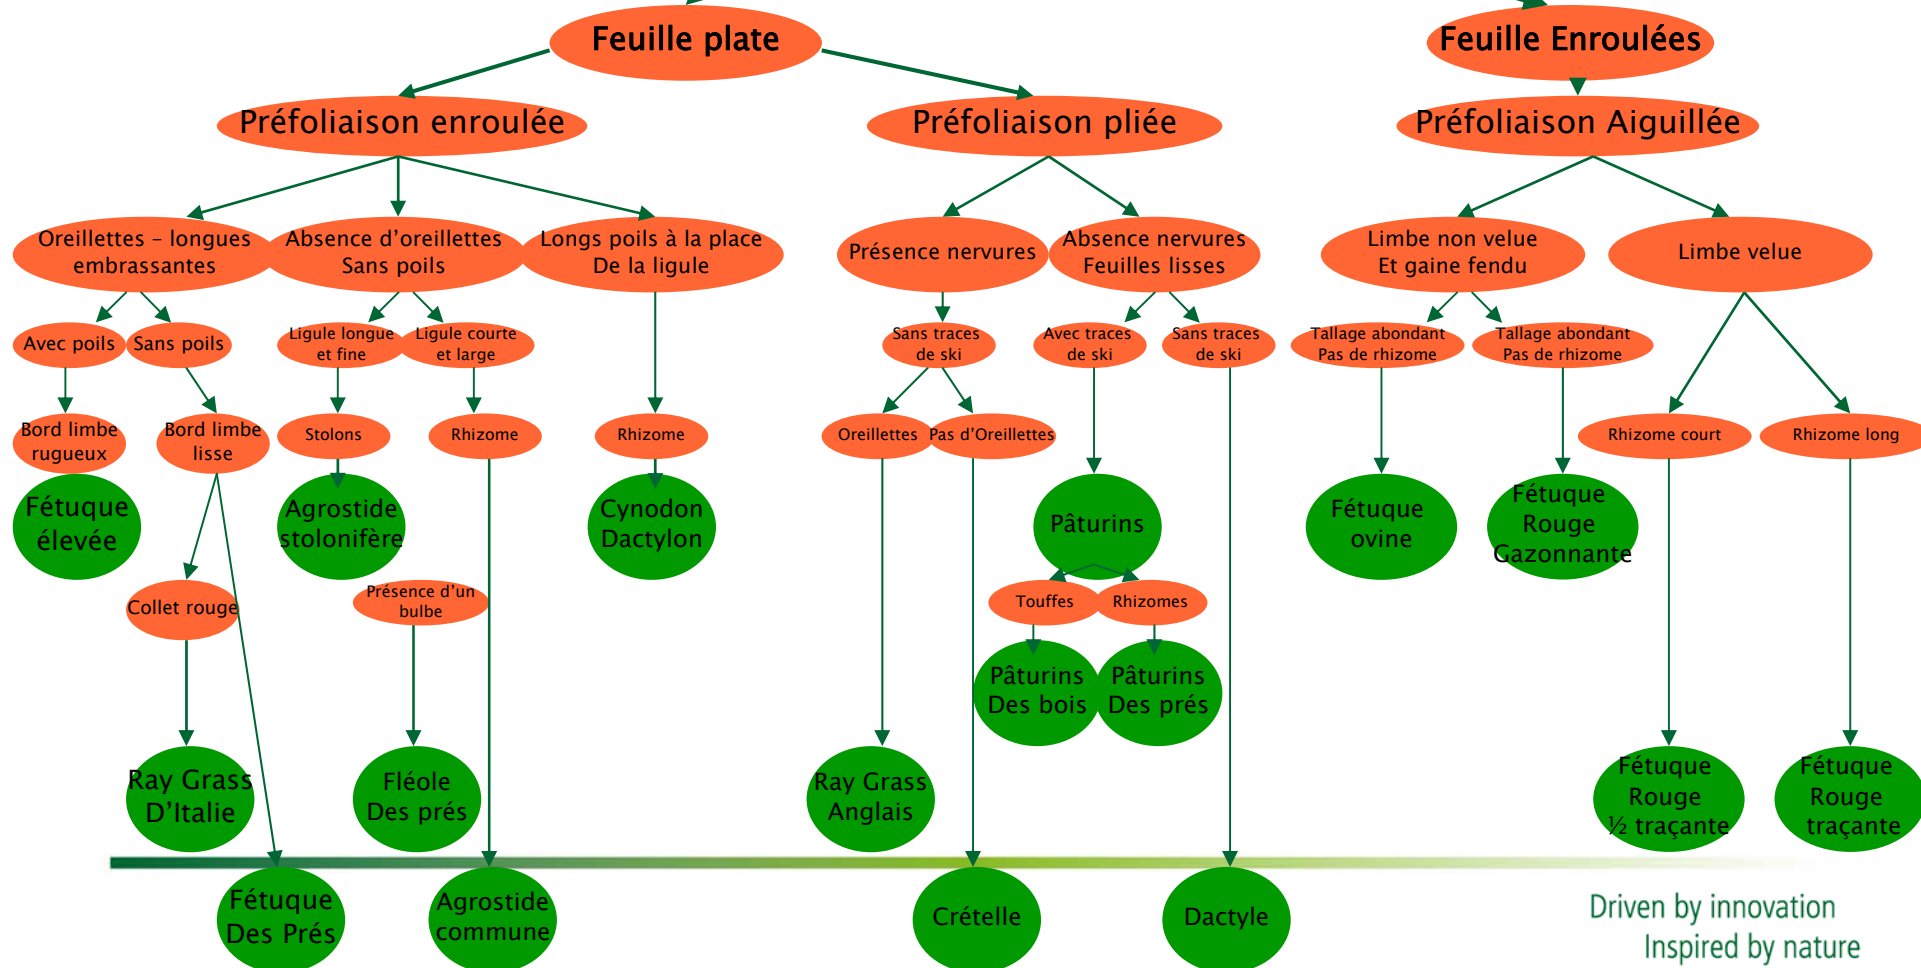 Feuille plate
Feuille Enroulées
Préfoliaison enroulée
Préfoliaison pliée
Préfoliaison Aiguillée
Oreillettes – longues
embrassantes
Absence d'oreillettes
Sans poils
Longs poils à la place
De la ligule
Présence nervures
Absence nervures
Feuilles lisses
Limbe non velue
Et gaine fendu
Limbe velue
Avec poils
Sans poils
Ligule longue
et fine
Ligule courte
et large
Sans traces
de ski
Avec traces
de ski
Sans traces
de ski
Tallage abondant
Pas de rhizome
Tallage abondant
Pas de rhizome
Bord limbe
rugueux
Bord limbe
lisse
Stolons
Rhizome
Rhizome
Oreillettes
Pas d'Oreillettes
Rhizome court
Rhizome long
Fétuque
élevée
Agrostide
stolonifère
Cynodon
Dactylon
Pâturins
Fétuque
ovine
Fétuque
Rouge
Gazonnante
Collet rouge
Présence d'un
bulbe
Touffes
Rhizomes
Pâturins
Des bois
Pâturins
Des prés
Ray Grass
D'Italie
Fléole
Des prés
Ray Grass
Anglais
Fétuque
Rouge
½ traçante
Fétuque
Rouge
traçante
Fétuque
Des Prés
Agrostide
commune
Crételle
Dactyle
Driven by innovation
Inspired by nature